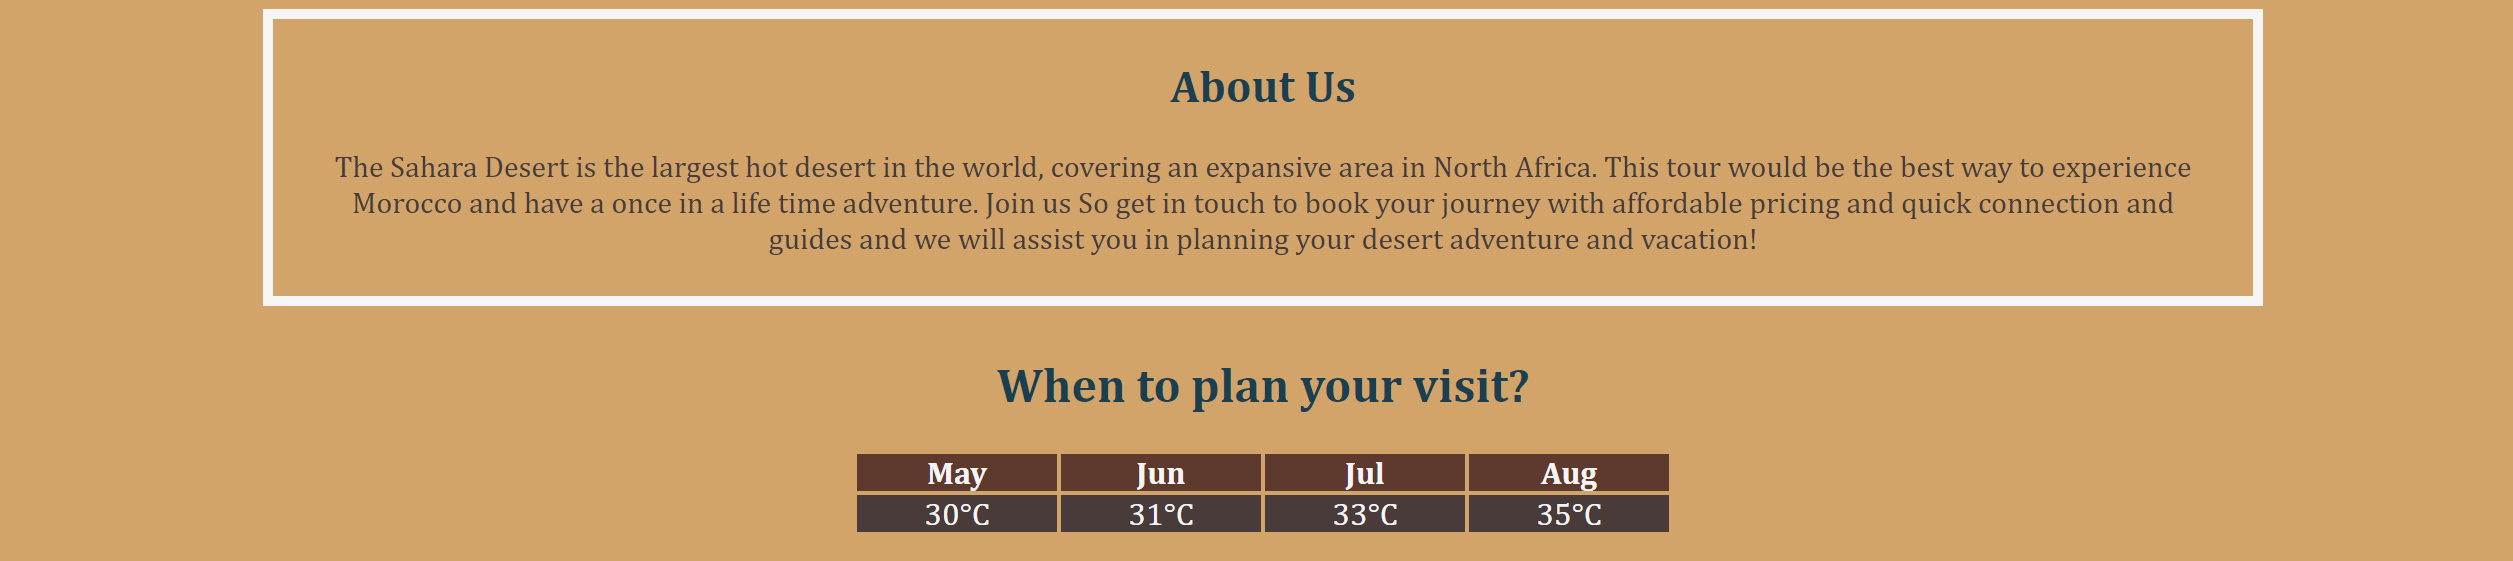 About Us
The Sahara Desert is the largest hot desert in the world, covering an expansive area in North Africa. This tour would be the best way to experience
Morocco and have a once in a life time adventure. Join us So get in touch to book your journey with affordable pricing and quick connection and
guides and we will assist you in planning your desert adventure and vacation!
When to plan your visit?
May Jun Jul Aug
30°C 31°C 33°C 35°C